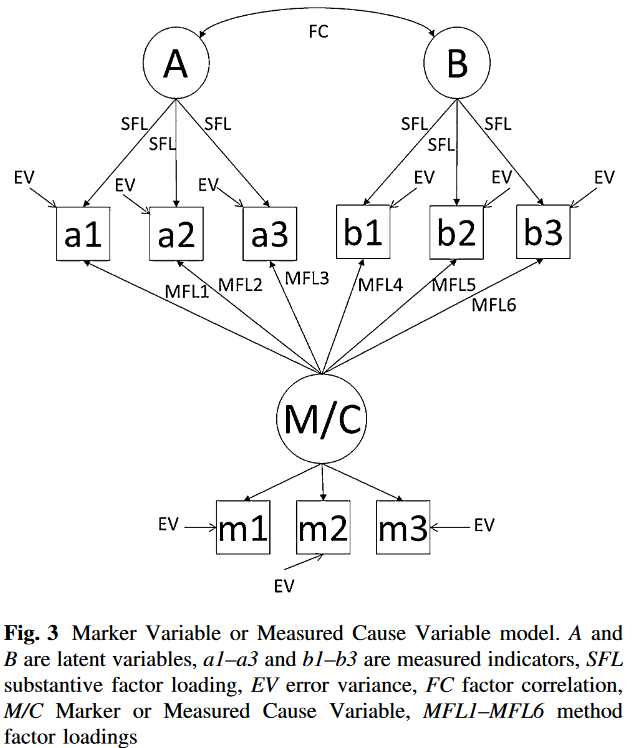 FC
A
B
SFL
SFL
SFL
SFL
SFL
SFL
EV
EV
EV
EV
EV
EV
a1
a2
a3
b1
b2
b3
MFL1
MFL2
MFL3
MFL4
MFL5
MFL6
M/C
EV
m1
m2
m3
EV
EV
Fig. 3 Marker Variable or Measured Cause Variable model. A and
B are latent variables, a1–a3 and b1–b3 are measured indicators, SFL
substantive factor loading, EV error variance, FC factor correlation,
M/C Marker or Measured Cause Variable, MFL1–MFL6 method
factor loadings